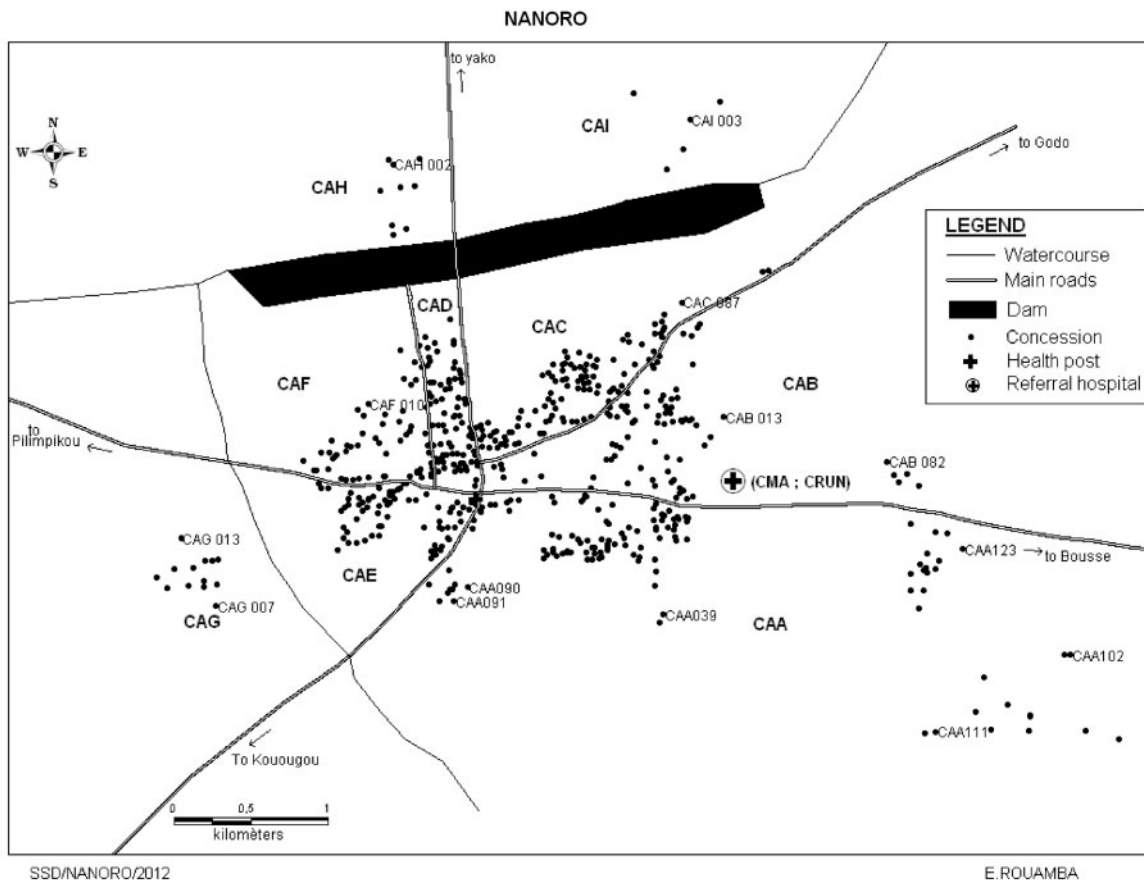 NANORO
to yako
CAI
CAI 003
to Godo
N
W E
S
CAH 002
CAH
LEGEND
Watercourse
Main roads
Dam
Concession
Health post
Referral hospital
CAD
CAC 087
CAC
CAF
CAB
CAF 010
CAB 013
to
Pilimpikou
CAB 082
(CMA ; CRUN)
CAG 013
CAA123
to Bousse
CAE
CAA090
CAA091
CAG 007
CAG
CAA039
CAA
CAA102
CAA111
To Kouougou
0 0,5 1
kilomèters
SSD/NANORO/2012
E.ROUAMBA